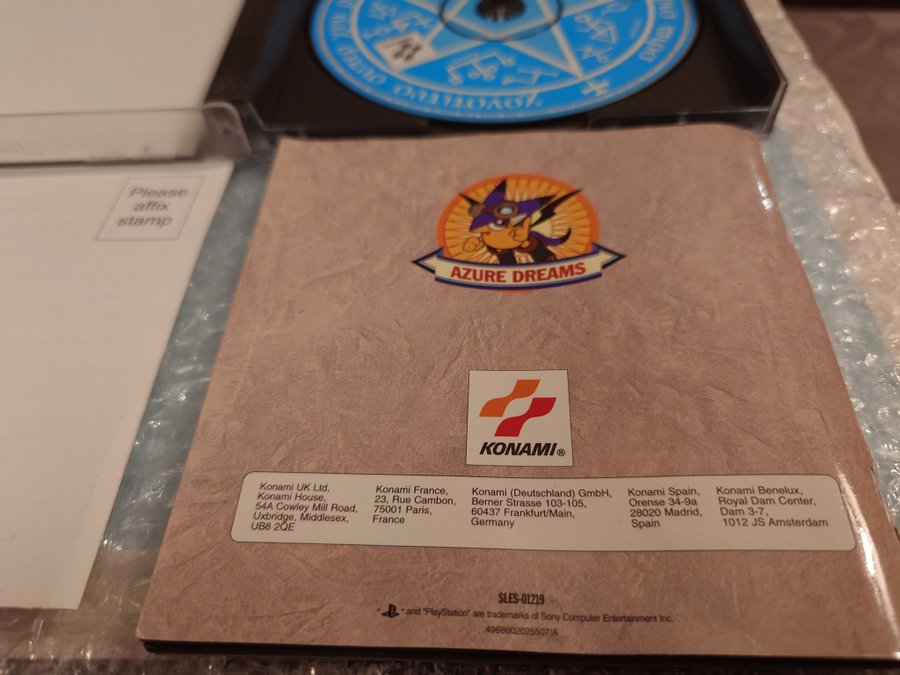 Please
affix
stamp
AZURE DREAMS
KONAMI®
Konami UK Ltd,
Konami House,
54A Cowley Mill Road,
Uxbridge, Middlesex,
UB8 2QE
Konami France,
23, Rue Cambon,
75001 Paris,
France
Konami (Deutschland) GmbH,
Berner Strasse 103-105,
60437 Frankfurt/Main,
Germany
Konami Spain,
Orense 34-9a
28020 Madrid,
Spain
Konami Benelux,
Royal Dam Center,
Dam 3-7,
1012 JS Amsterdam
SLES-01219
" " and "PlayStation" are trademarks of Sony Computer Entertainment Inc.
4988602025507/A